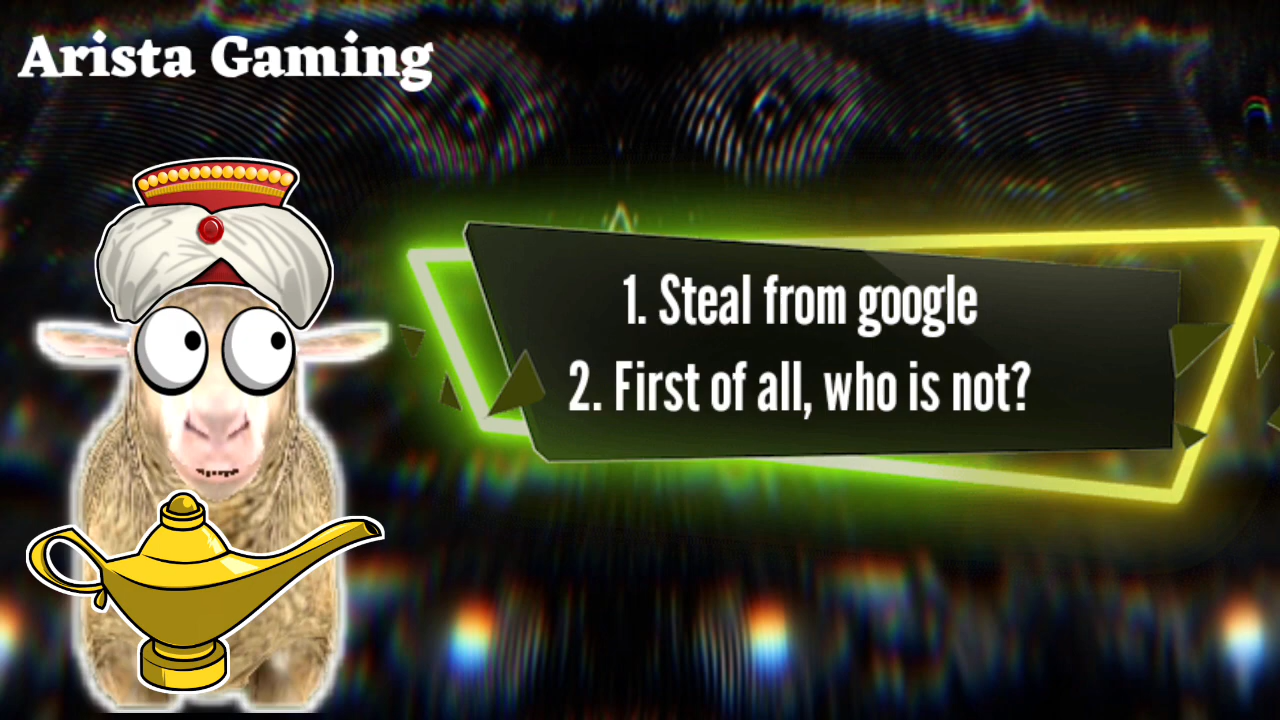 Arista Gaming
1. Steal from google
2. First of all, who is not?